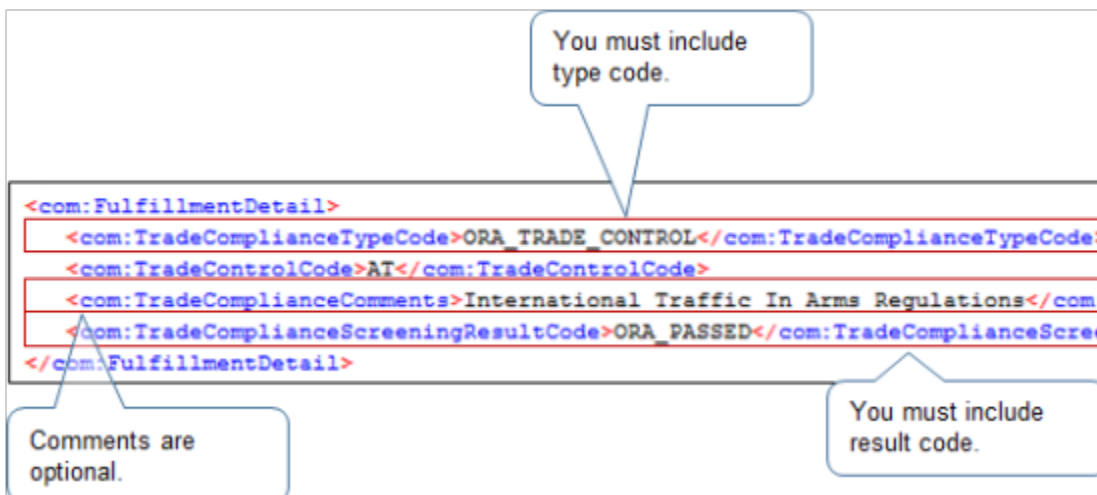 You must include
type code.
<com:FulfillmentDetail>
<com:TradeComplianceTypeCode>ORA_TRADE_CONTROL</com:TradeComplianceTypeCode>
<com:TradeControlCode>AT</com:TradeControlCode>
<com:TradeComplianceComments>International Traffic In Arms Regulations</com
<com:TradeComplianceScreeningResultCode>ORA_PASSED</com:TradeComplianceScree
</com:FulfillmentDetail>
Comments are
optional.
You must include
result code.